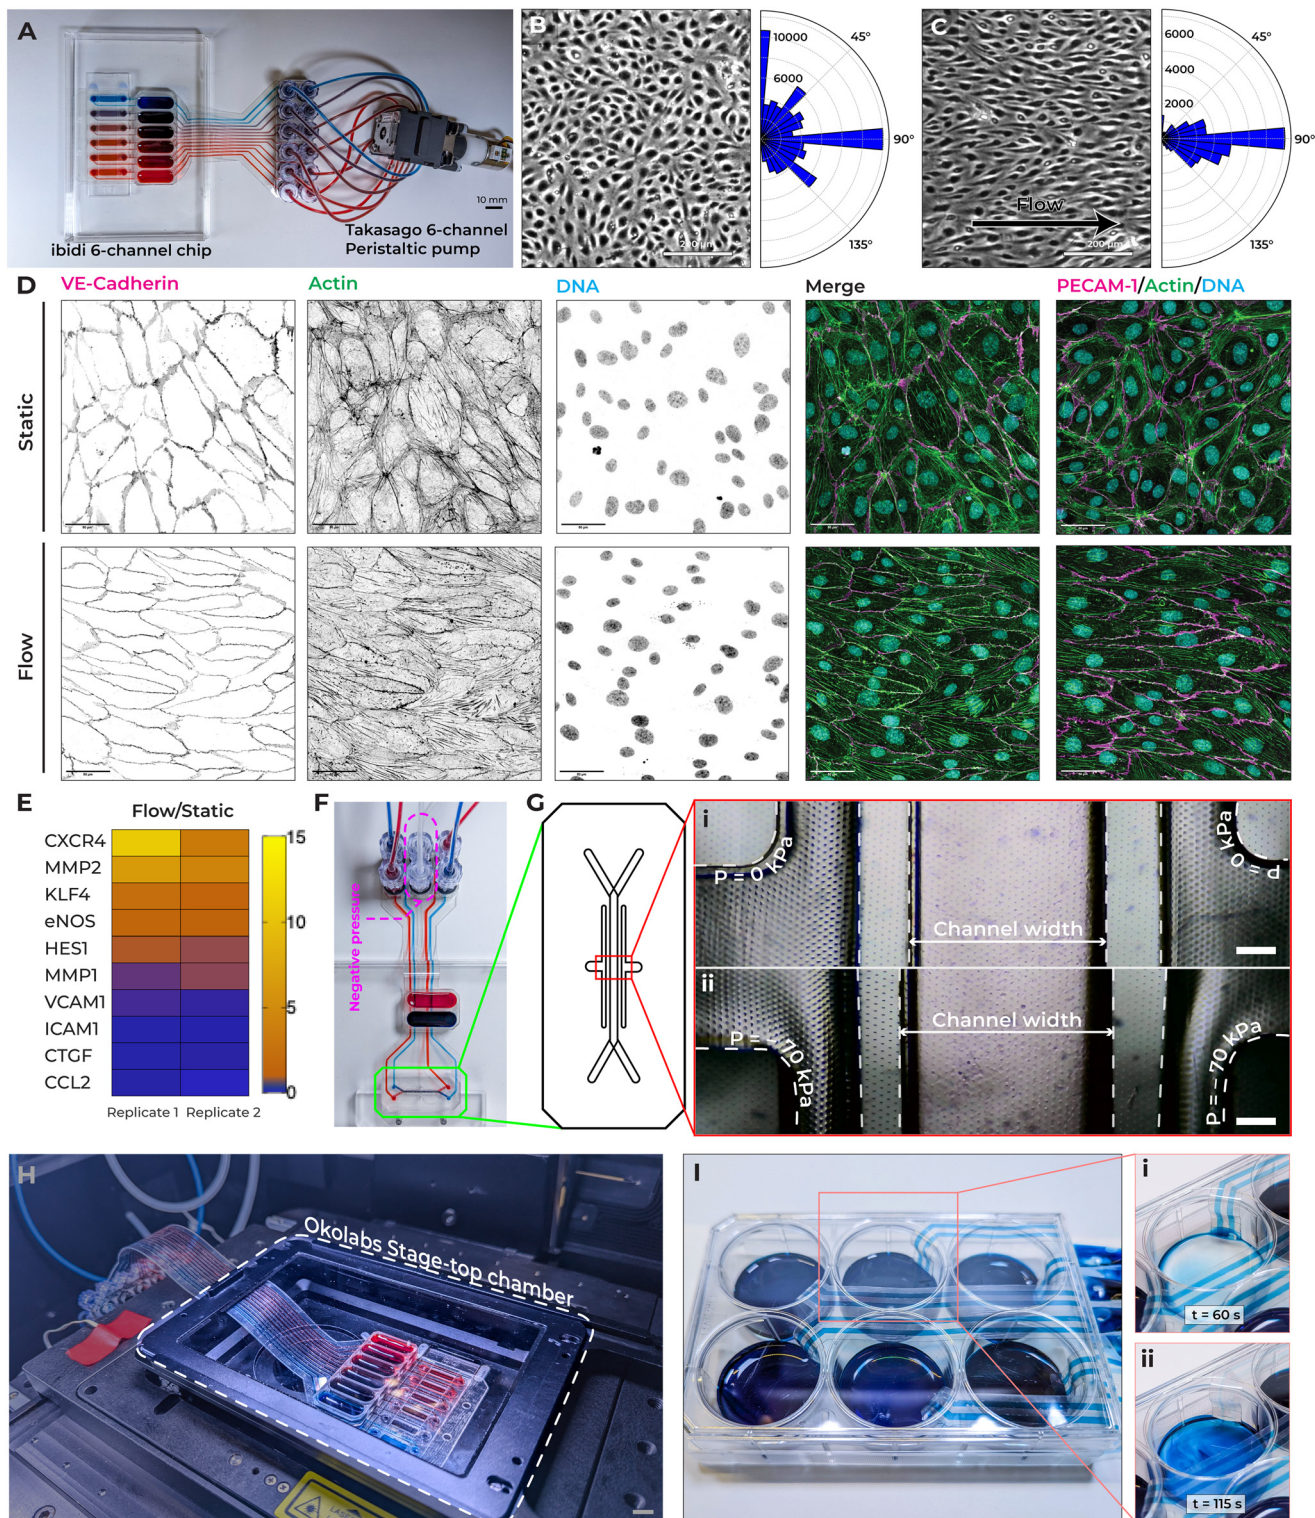 A
ibidi 6-channel chip
Takasago 6-channel
Peristaltic pump
10 mm
B
200 µm
10000
6000
45°
90°
135°
C
Flow
200 µm
6000
4000
2000
45°
90°
135°
D
VE-Cadherin
Actin
DNA
Merge
PECAM-1/Actin/DNA
Static
Flow
E
Flow/Static
CXCR4
MMP2
KLF4
eNOS
HES1
MMP1
VCAM1
ICAM1
CTGF
CCL2
15
10
5
0
Replicate 1
Replicate 2
F
Negative pressure
G
i
P = 0 kPa
P = 0 kPa
Channel width
ii
P = - 70 kPa
P = - 70 kPa
Channel width
H
Okolabs Stage-top chamber
I
i
t = 60 s
ii
t = 115 s